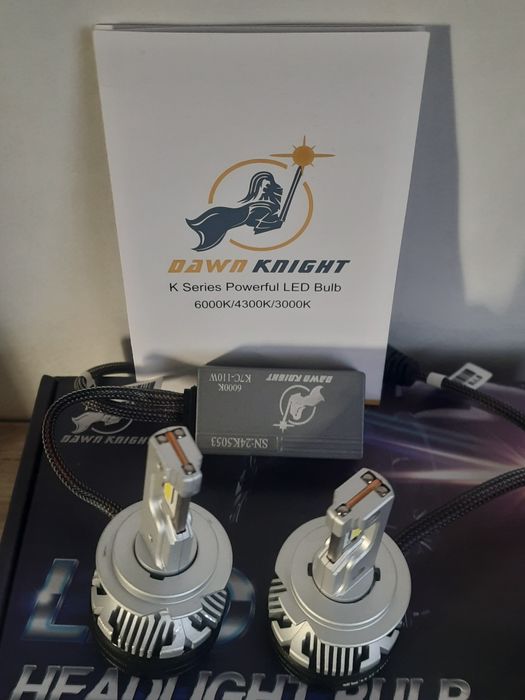 DAWN KNIGHT
K Series Powerful LED Bulb
6000K/4300K/3000K
DAWN KNIGHT
K7C-110W
6000K
SN:24K5053
DAWN KNIGHT
LED
HEADLIGHT BULB